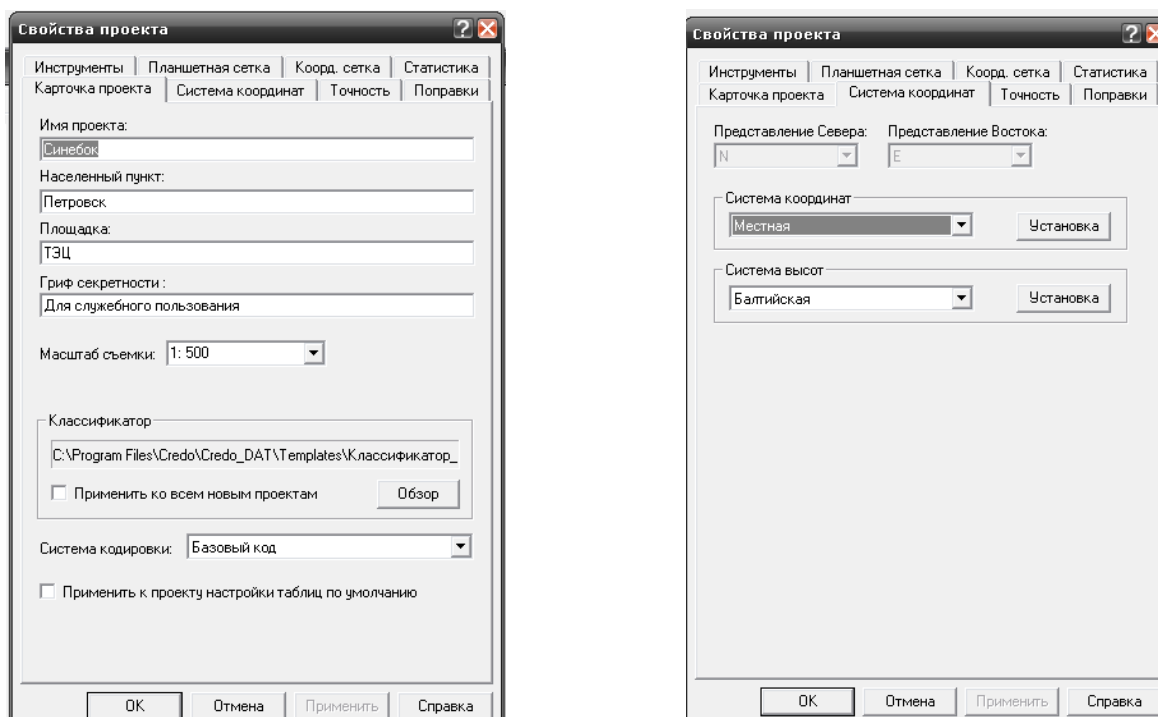 Свойства проекта
Инструменты Планшетная сетка Коорд. сетка Статистика
Карточка проекта Система координат Точность Поправки
Имя проекта:
Синебок
Населенный пункт:
Петровск
Площадка:
ТЭЦ
Гриф секретности :
Для служебного пользования
Масштаб съемки: 1: 500
Классификатор
C:\Program Files\Credo\Credo_DAT\Templates\Классификатор_
Применить ко всем новым проектам Обзор
Система кодировки: Базовый код
Применить к проекту настройки таблиц по умолчанию
OK Отмена Применить Справка
Свойства проекта
Инструменты Планшетная сетка Коорд. сетка Статистика
Карточка проекта Система координат Точность Поправки
Представление Севера: Представление Востока:
N E
Система координат
Местная Установка
Система высот
Балтийская Установка
OK Отмена Применить Справка